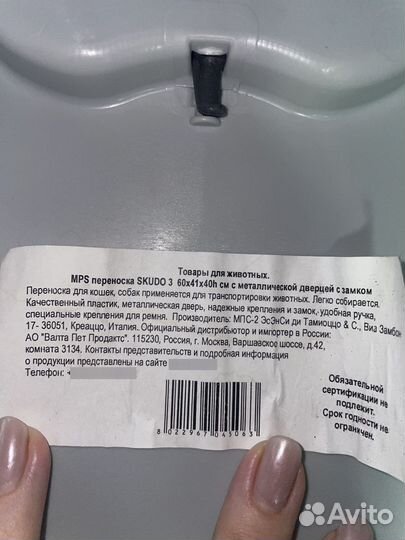 Товары для животных.
MPS переноска SKUDO 3 60x41x40h см с металлической дверцей с замком
Переноска для кошек, собак применяется для транспортировки животных. Легко собирается.
Качественный пластик, металлическая дверь, надежные крепления и замок, удобная ручка,
специальные крепления для ремня. Производитель: МПС-2 ЭсЭнСи ди Тамиоццо & С., Виа Замбон
17- 36051, Креаццо, Италия. Официальный дистрибьютор и импортер в России:
АО "Валта Пет Продактс". 115230, Россия, г. Москва, Варшавское шоссе, д.42,
комната 3134. Контакты представительств и подробная информация
о продукции представлены на сайте
Телефон: +
Обязательной
сертификации не
подлежит.
Срок годности не
ограничен.
8022967045063
Avito